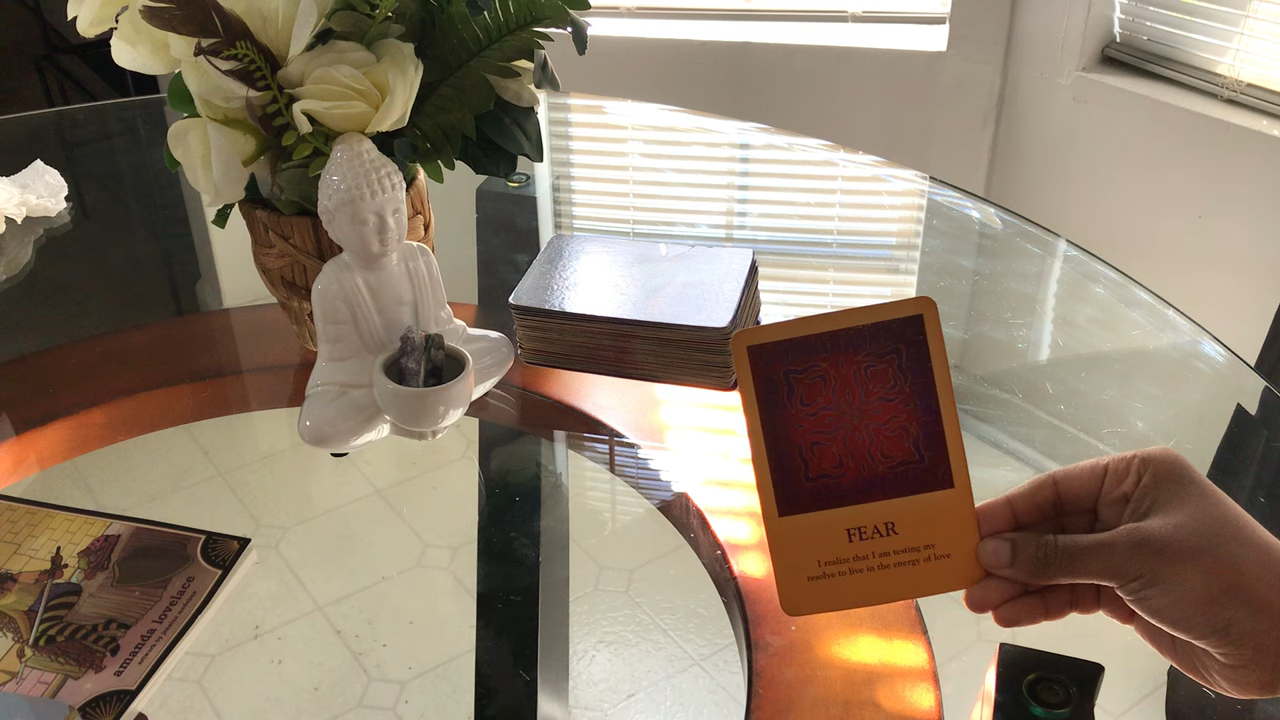 FEAR
I realize that I am testing my
resolve to live in the energy of love
amanda lovelace